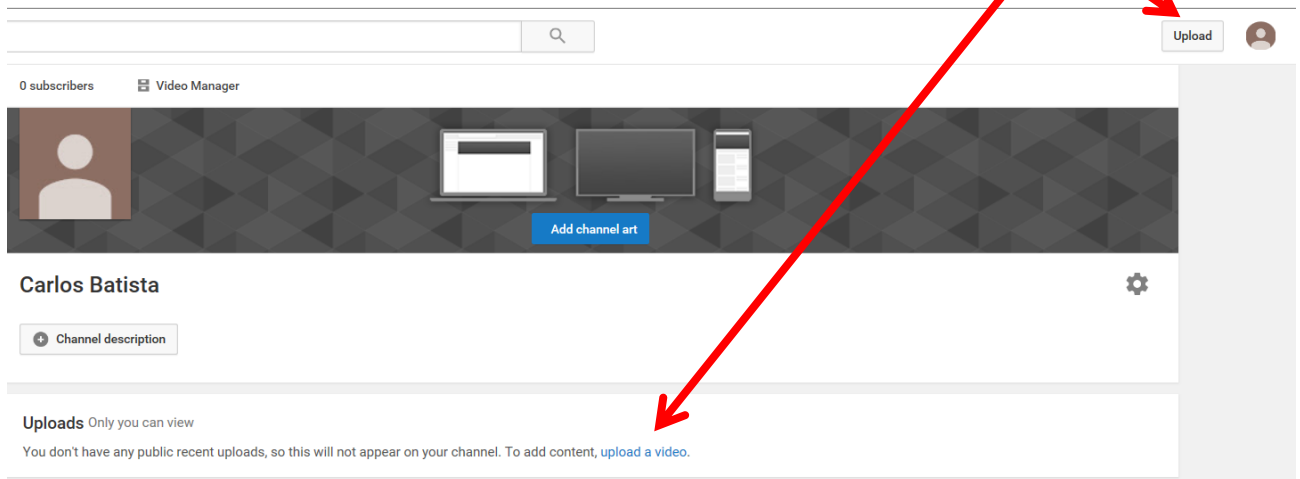 Upload
0 subscribers Video Manager
Add channel art
Carlos Batista
Channel description
Uploads Only you can view
You don't have any public recent uploads, so this will not appear on your channel. To add content, upload a video.